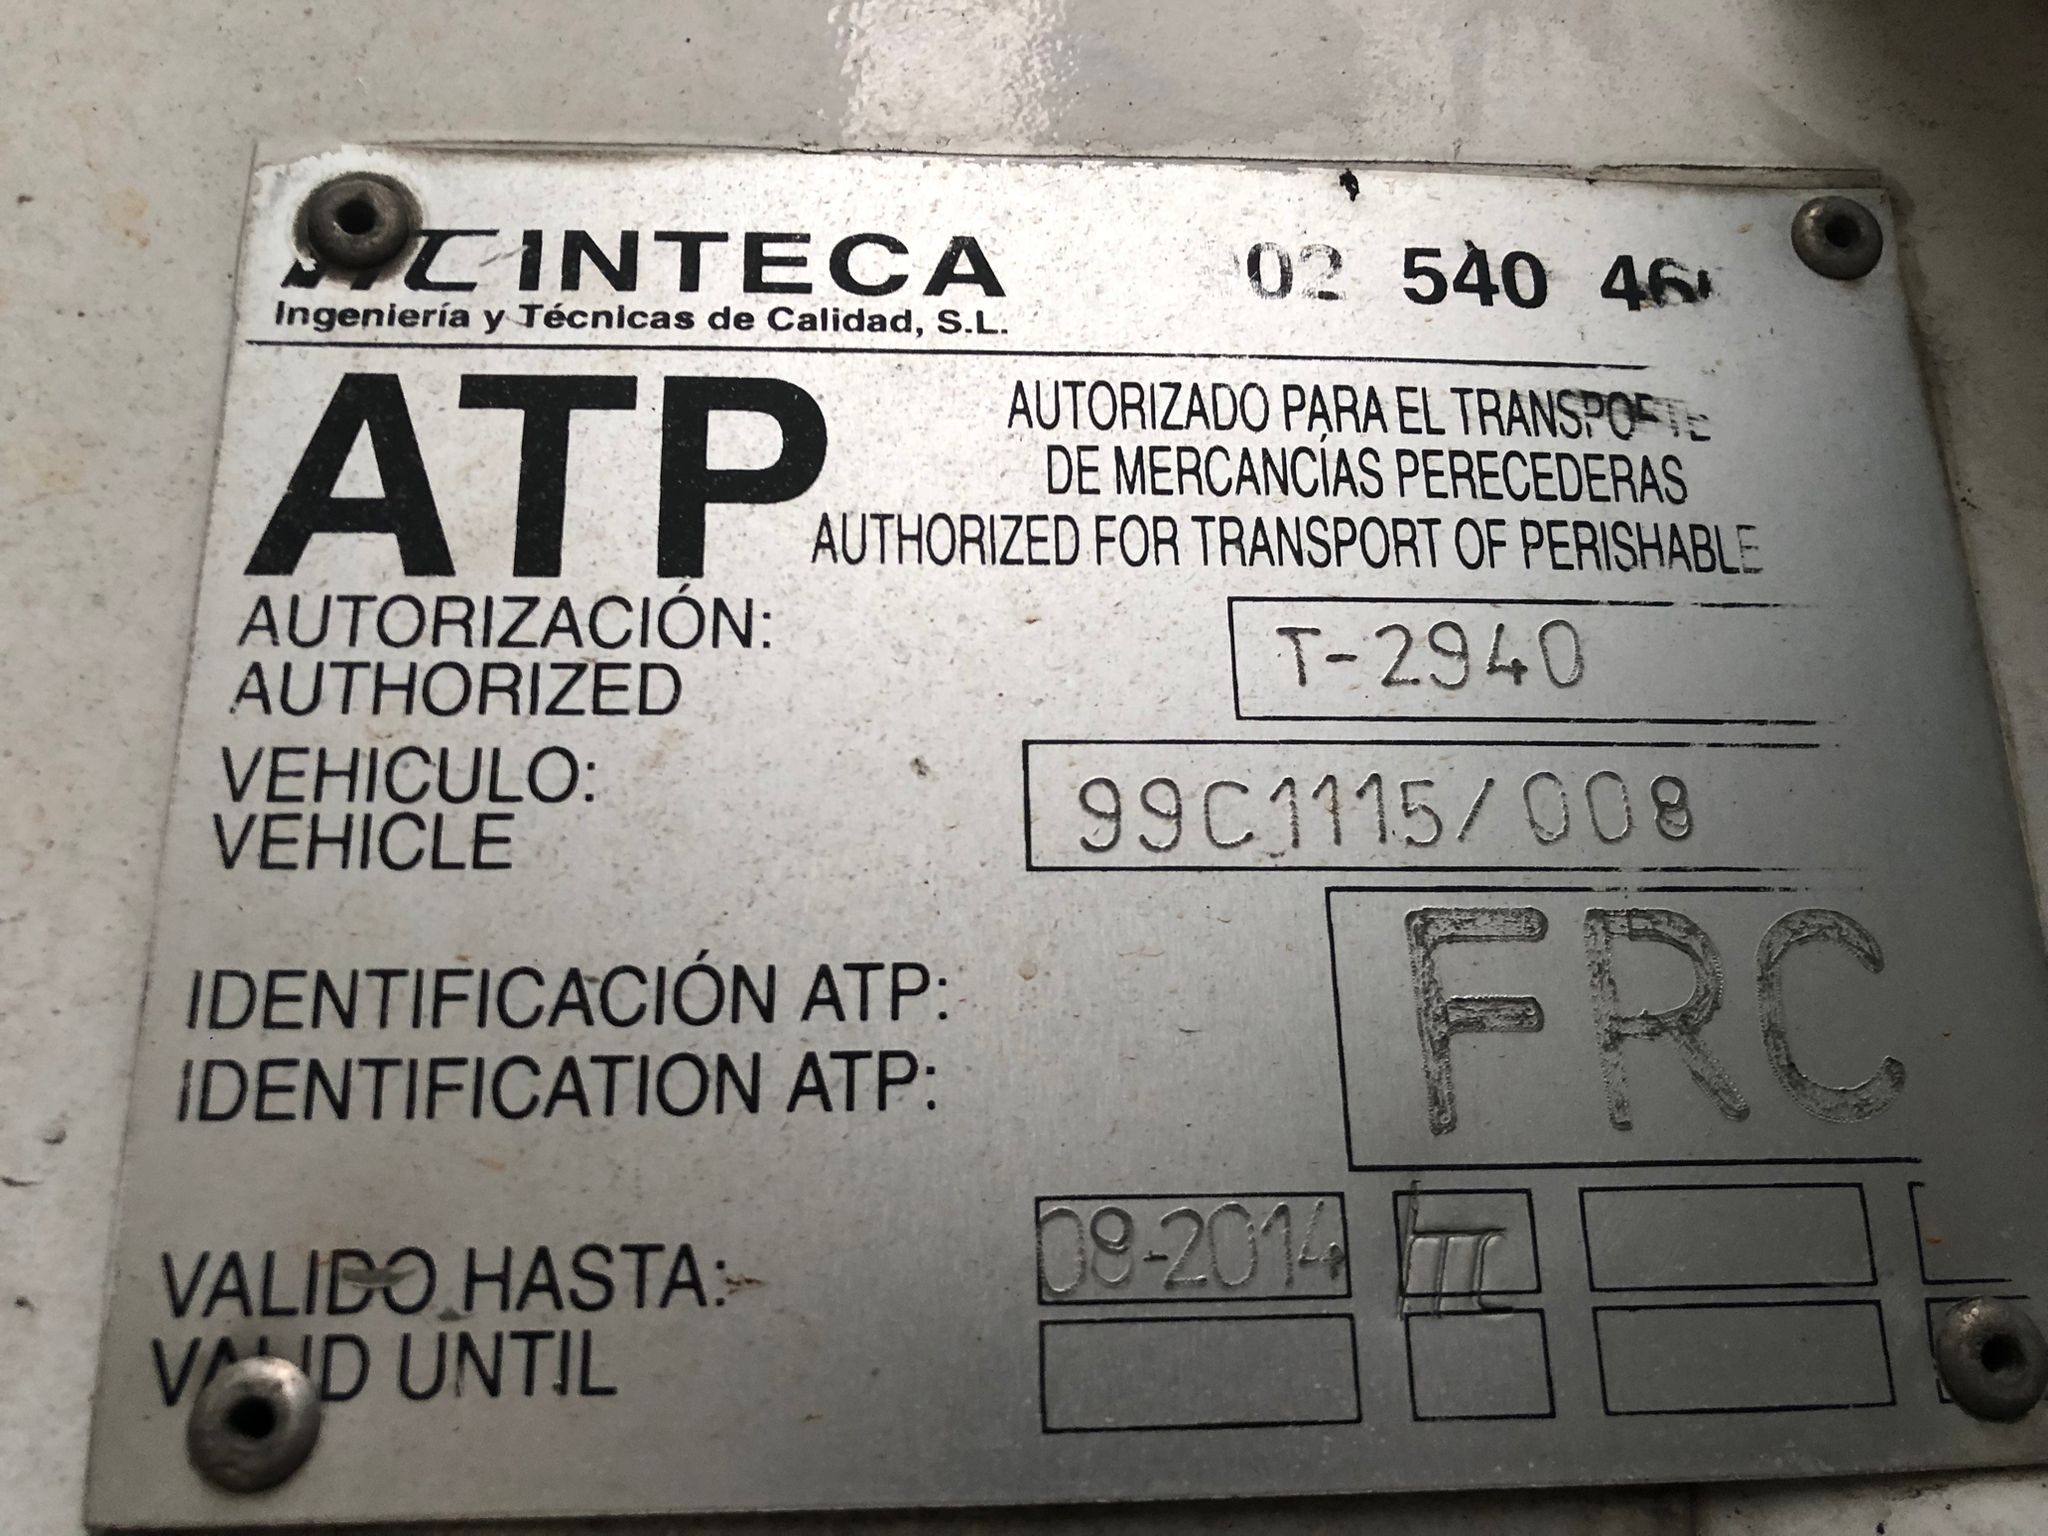 INTECA 02 540 46
Ingeniería y Técnicas de Calidad, S.L.
ATP
AUTORIZADO PARA EL TRANSPORTE
DE MERCANCÍAS PERECEDERAS
AUTHORIZED FOR TRANSPORT OF PERISHABLE
AUTORIZACIÓN: T-2940
AUTHORIZED
VEHICULO: 99C1115/008
VEHICLE
IDENTIFICACIÓN ATP: FRC
IDENTIFICATION ATP:
VALIDO HASTA: 08-2014
VALID UNTIL